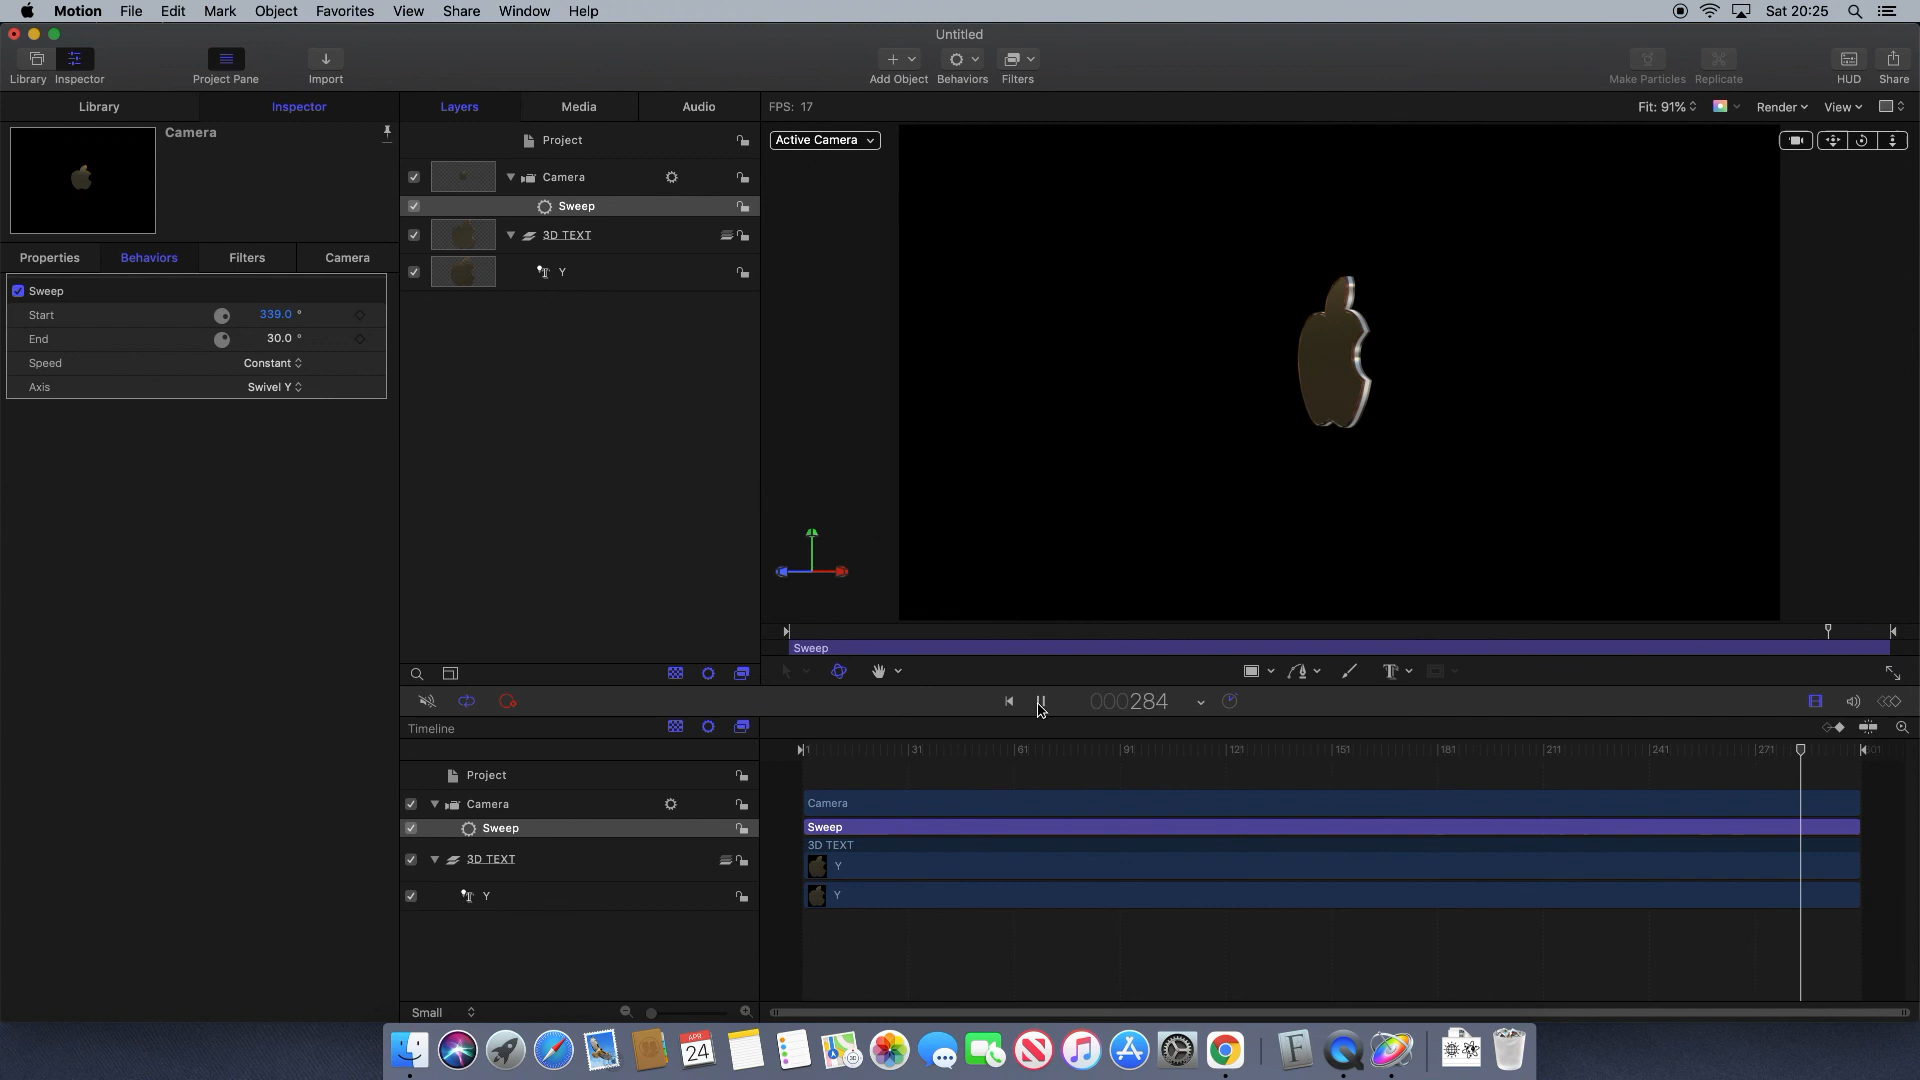 Motion File Edit Mark Object Favorites View Share Window Help Sat 20:25
Untitled
Library Inspector Project Pane Import Add Object Behaviors Filters Make Particles Replicate HUD Share
Library Inspector Layers Media Audio FPS: 17 Fit: 91% Render View
Camera
Project
Active Camera
Camera
Sweep
3D TEXT
Properties Behaviors Filters Camera
Y
Sweep
Start 339.0 °
End 30.0 °
Speed Constant
Axis Swivel Y
Sweep
000284
Timeline
1 31 61 91 121 151 181 211 241 271 301
Project
Camera Camera
Sweep Sweep
3D TEXT 3D TEXT
Y
Y Y
Small
APR
24